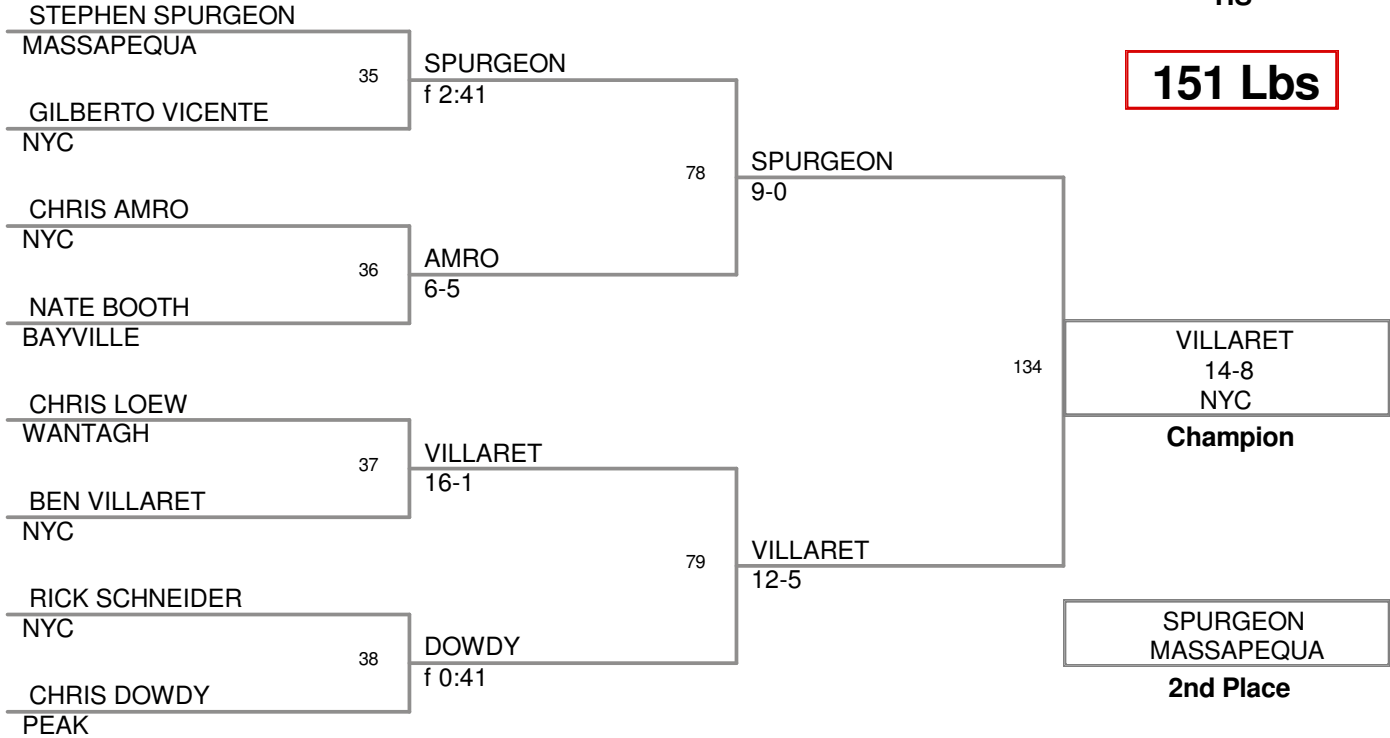 HS
151 Lbs
STEPHEN SPURGEON
MASSAPEQUA
35
GILBERTO VICENTE
NYC
SPURGEON
f 2:41
CHRIS AMRO
NYC
36
NATE BOOTH
BAYVILLE
AMRO
6-5
78
SPURGEON
9-0
CHRIS LOEW
WANTAGH
37
BEN VILLARET
NYC
VILLARET
16-1
RICK SCHNEIDER
NYC
38
CHRIS DOWDY
PEAK
DOWDY
f 0:41
79
VILLARET
12-5
134
VILLARET
14-8
NYC
Champion
SPURGEON
MASSAPEQUA
2nd Place